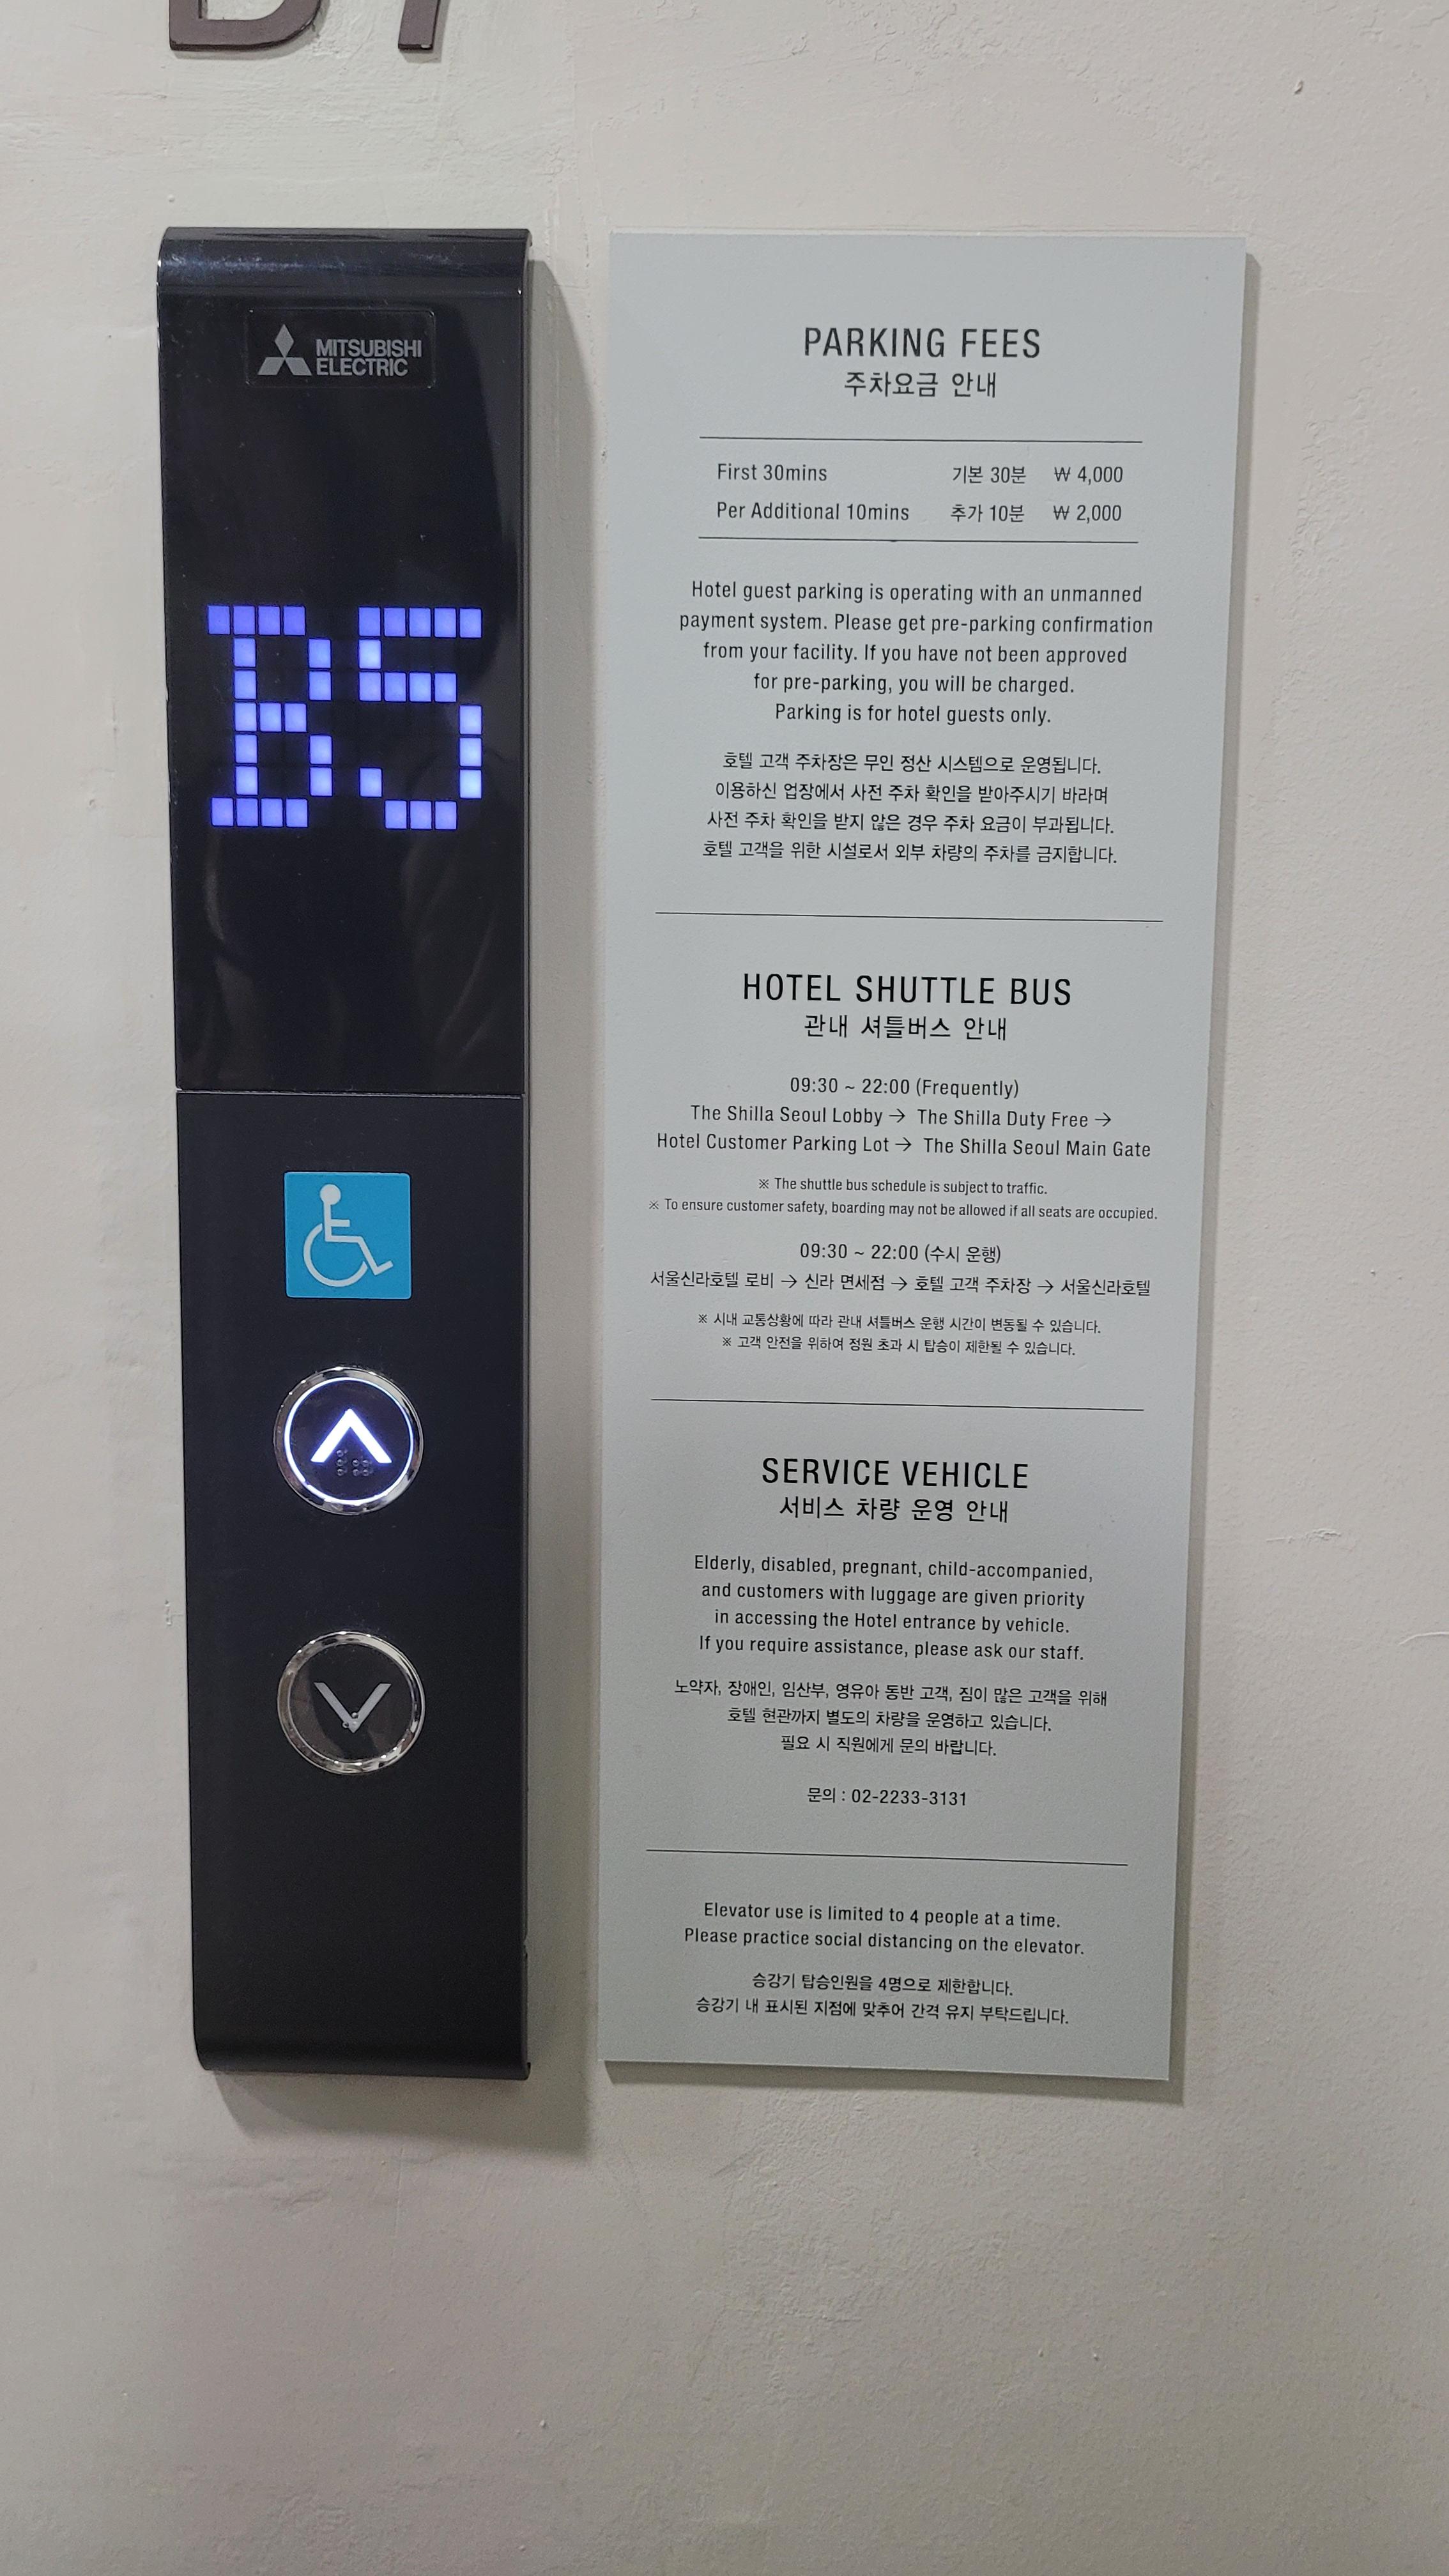 MITSUBISHI
ELECTRIC
B5
PARKING FEES
주차요금 안내
First 30mins 기본 30분 ₩ 4,000
Per Additional 10mins 추가 10분 ₩ 2,000
Hotel guest parking is operating with an unmanned
payment system. Please get pre-parking confirmation
from your facility. If you have not been approved
for pre-parking, you will be charged.
Parking is for hotel guests only.
호텔 고객 주차장은 무인 정산 시스템으로 운영됩니다.
이용하신 업장에서 사전 주차 확인을 받아주시기 바라며
사전 주차 확인을 받지 않은 경우 주차 요금이 부과됩니다.
호텔 고객을 위한 시설로서 외부 차량의 주차를 금지합니다.
HOTEL SHUTTLE BUS
관내 셔틀버스 안내
09:30 ~ 22:00 (Frequently)
The Shilla Seoul Lobby → The Shilla Duty Free →
Hotel Customer Parking Lot → The Shilla Seoul Main Gate
※ The shuttle bus schedule is subject to traffic.
※ To ensure customer safety, boarding may not be allowed if all seats are occupied.
09:30 ~ 22:00 (수시 운행)
서울신라호텔 로비 → 신라 면세점 → 호텔 고객 주차장 → 서울신라호텔
※ 시내 교통상황에 따라 관내 셔틀버스 운행 시간이 변동될 수 있습니다.
※ 고객 안전을 위하여 정원 초과 시 탑승이 제한될 수 있습니다.
SERVICE VEHICLE
서비스 차량 운영 안내
Elderly, disabled, pregnant, child-accompanied,
and customers with luggage are given priority
in accessing the Hotel entrance by vehicle.
If you require assistance, please ask our staff.
노약자, 장애인, 임산부, 영유아 동반 고객, 짐이 많은 고객을 위해
호텔 현관까지 별도의 차량을 운영하고 있습니다.
필요 시 직원에게 문의 바랍니다.
문의 : 02-2233-3131
Elevator use is limited to 4 people at a time.
Please practice social distancing on the elevator.
승강기 탑승인원을 4명으로 제한합니다.
승강기 내 표시된 지점에 맞추어 간격 유지 부탁드립니다.